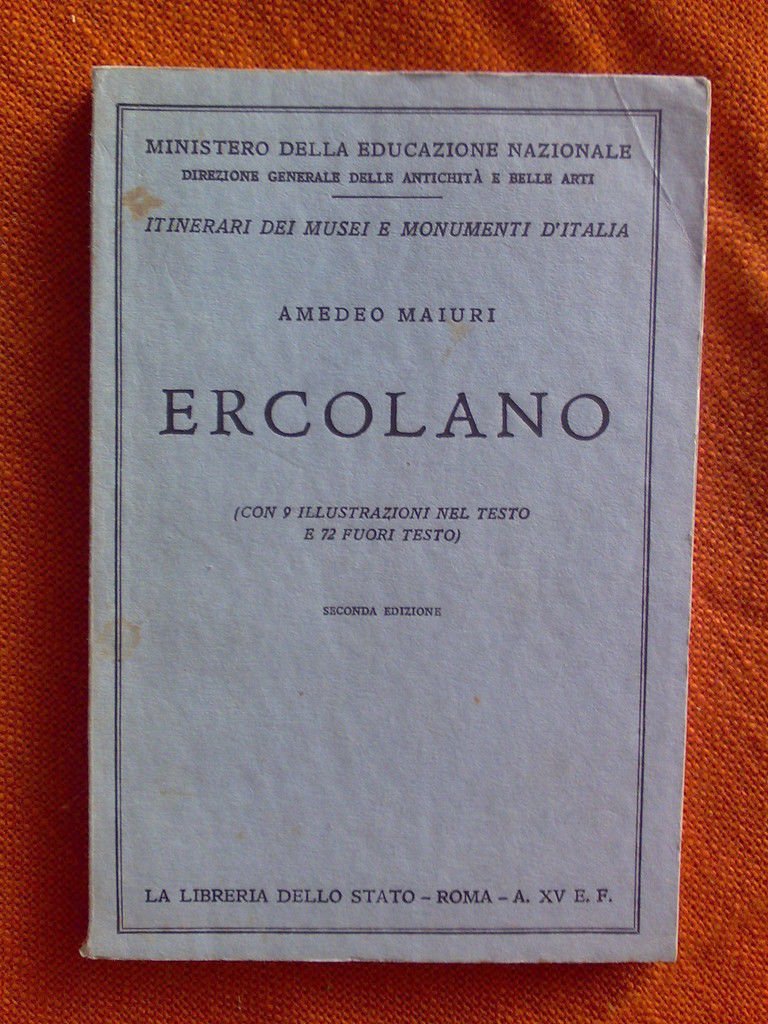 MINISTERO DELLA EDUCAZIONE NAZIONALE
DIREZIONE GENERALE DELLE ANTICHITÀ E BELLE ARTI
ITINERARI DEI MUSEI E MONUMENTI D'ITALIA
AMEDEO MAIURI
ERCOLANO
(CON 9 ILLUSTRAZIONI NEL TESTO
E 72 FUORI TESTO)
SECONDA EDIZIONE
LA LIBRERIA DELLO STATO – ROMA – A. XV E. F.